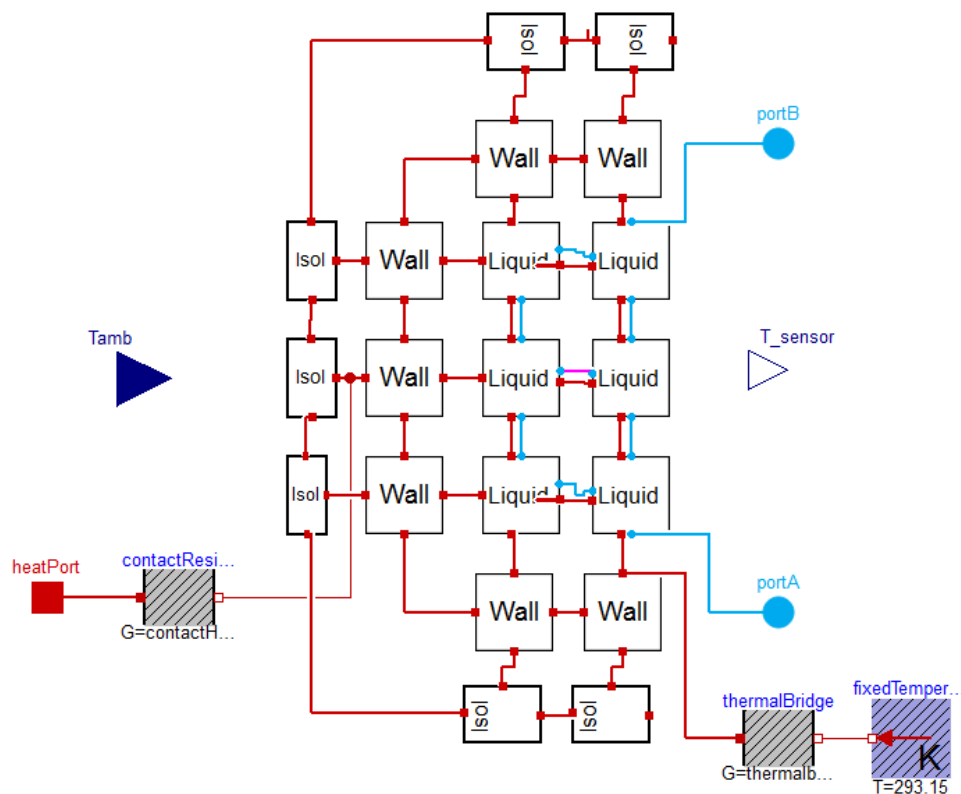 Isol
Isol
portB
Wall
Wall
Isol
Wall
Liquid
Liquid
Tamb
T_sensor
Isol
Wall
Liquid
Liquid
Isol
Wall
Liquid
Liquid
contactResi...
heatPort
portA
Wall
Wall
G=contactH...
fixedTemper..
thermalBridge
Isol
Isol
K
G=thermalb...
T=293.15